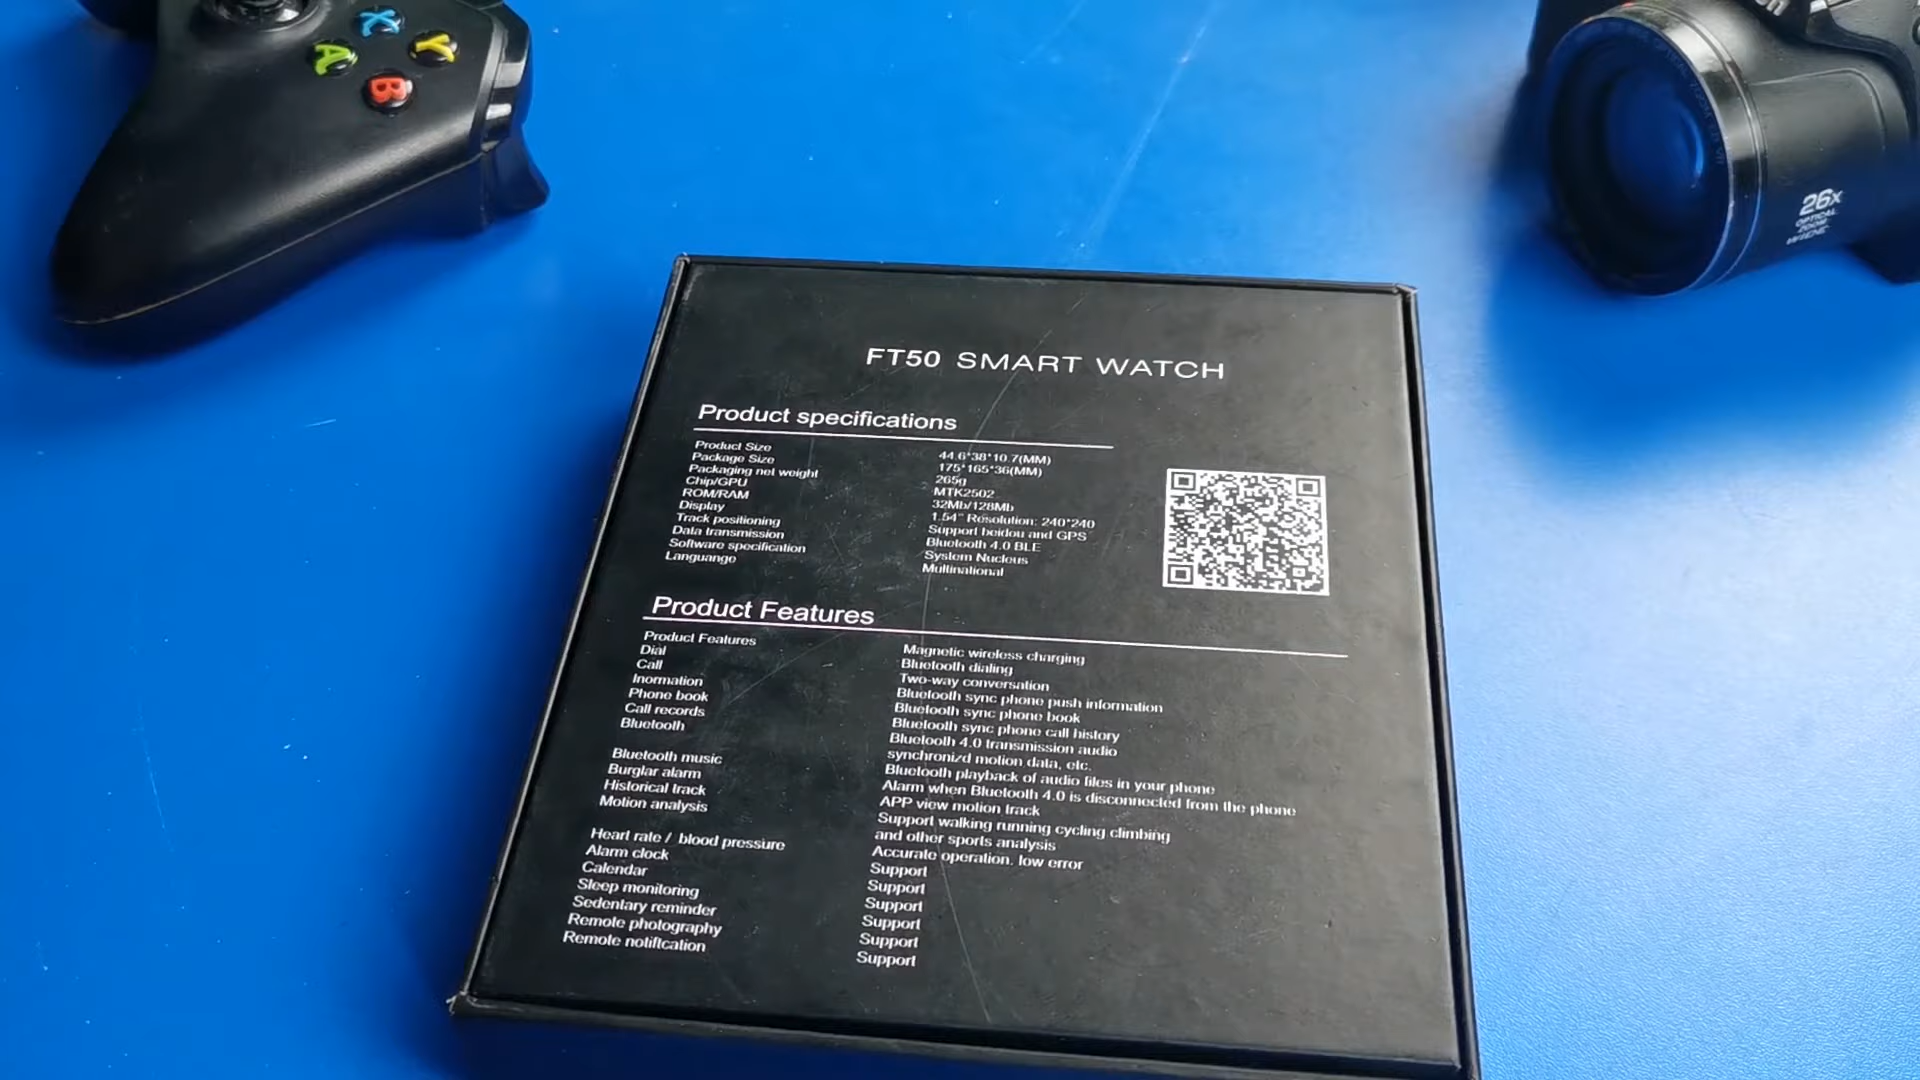 X
Y
A
B
26x
OPTICAL
ZOOM
FT50 SMART WATCH
Product specifications
Product Size 44.6*38*10.7(MM)
Package Size 175*165*36(MM)
Packaging net weight 265g
Chip/GPU MTK2502
ROM/RAM 32Mb/128Mb
Display 1.54" Resolution: 240*240
Track positioning Support beidou and GPS
Data transmission Bluetooth 4.0 BLE
Software specification System Nucleus
Languange Multinational
Product Features
Product Features Magnetic wireless charging
Dial Bluetooth dialing
Call Two-way conversation
Inormation Bluetooth sync phone push information
Phone book Bluetooth sync phone book
Call records Bluetooth sync phone call history
Bluetooth Bluetooth 4.0 transmission audio
synchronizd motion data, etc.
Bluetooth music Bluetooth playback of audio files in your phone
Burglar alarm Alarm when Bluetooth 4.0 is disconnected from the phone
Historical track APP view motion track
Motion analysis Support walking running cycling climbing
and other sports analysis
Heart rate / blood pressure Accurate operation. low error
Alarm clock Support
Calendar Support
Sleep monitoring Support
Sedentary reminder Support
Remote photography Support
Remote notiftcation Support